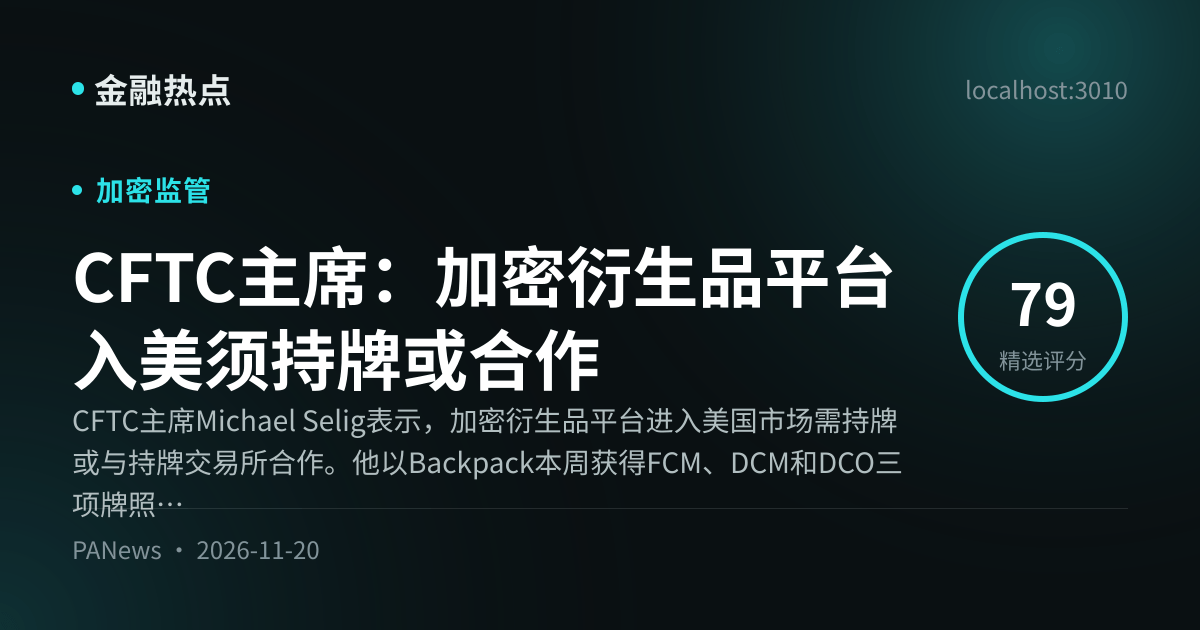 金融热点
localhost:3010
加密监管
CFTC主席：加密衍生品平台
入美须持牌或合作
79
精选评分
CFTC主席Michael Selig表示，加密衍生品平台进入美国市场需持牌
或与持牌交易所合作。他以Backpack本周获得FCM、DCM和DCO三
项牌照…
PANews • 2026-11-20